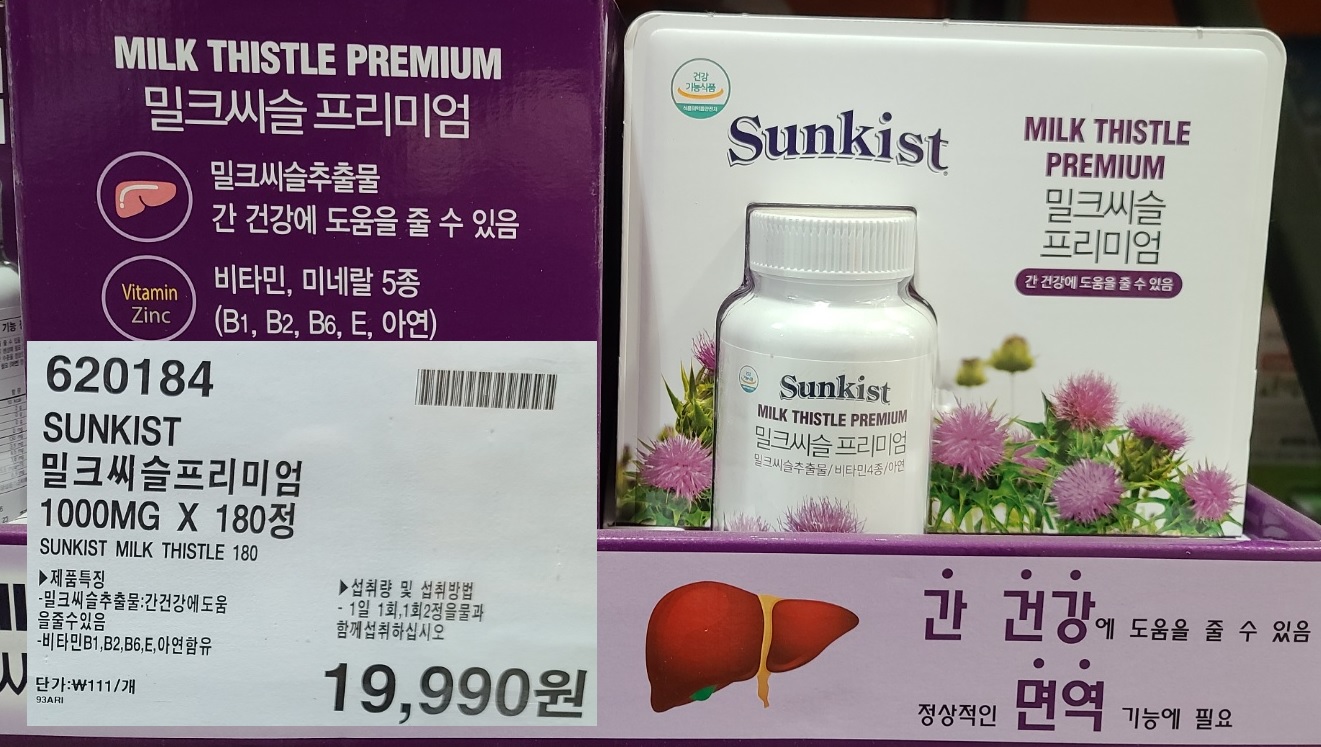 MILK THISTLE PREMIUM
밀크씨슬 프리미엄
밀크씨슬추출물
간 건강에 도움을 줄 수 있음
Vitamin
Zinc
비타민, 미네랄 5종
(B1, B2, B6, E, 아연)
620184
SUNKIST
밀크씨슬프리미엄
1000MG X 180정
SUNKIST MILK THISTLE 180
▶제품특징
-밀크씨슬추출물:간건강에도움
을줄수있음
-비타민B1,B2,B6,E,아연함유
▶섭취량 및 섭취방법
- 1일 1회,1회2정을물과
함께섭취하십시오
단가:₩111/개
93ARI
19,990원
건강
기능식품
식품의약품안전처
Sunkist
MILK THISTLE
PREMIUM
밀크씨슬
프리미엄
간 건강에 도움을 줄 수 있음
Sunkist
MILK THISTLE PREMIUM
밀크씨슬 프리미엄
밀크씨슬추출물/비타민4종/아연
간 건강에 도움을 줄 수 있음
정상적인 면역 기능에 필요